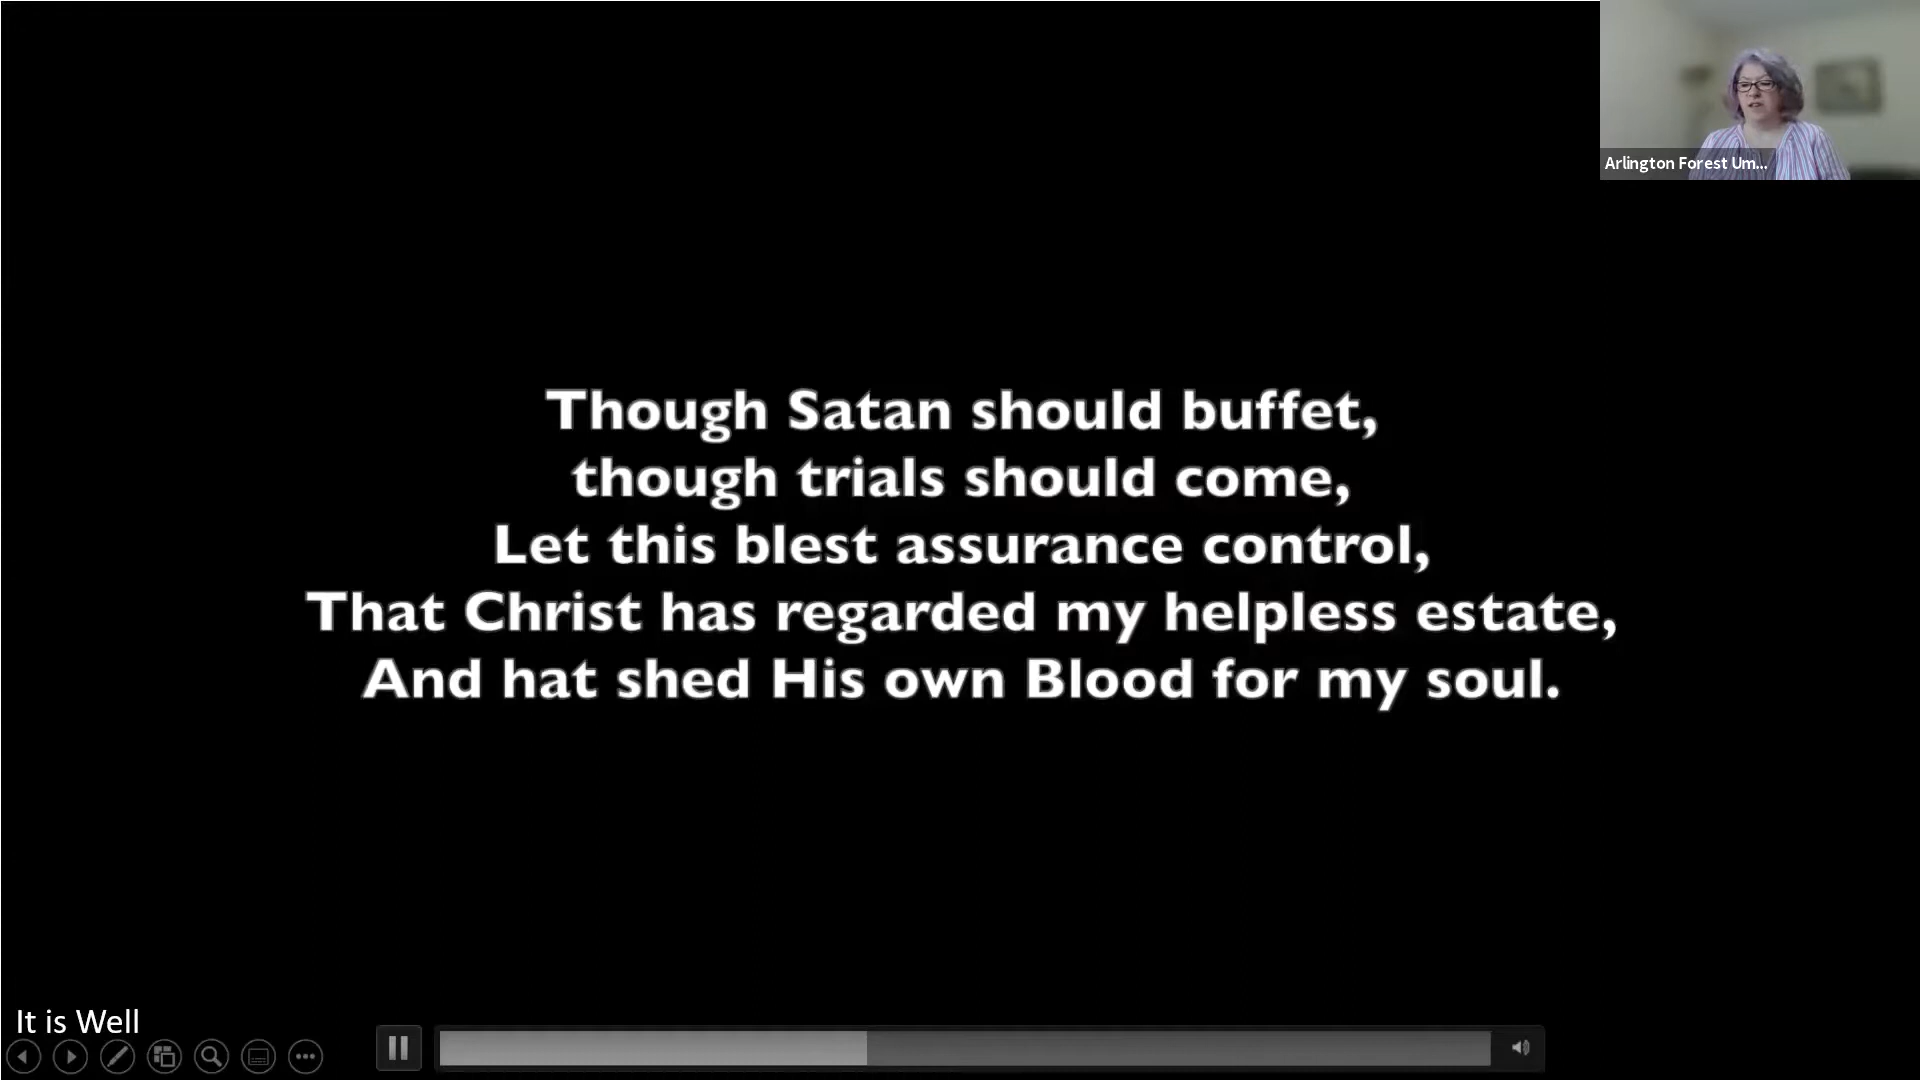 Arlington Forest Um...
Though Satan should buffet,
though trials should come,
Let this blest assurance control,
That Christ has regarded my helpless estate,
And hat shed His own Blood for my soul.
It is Well